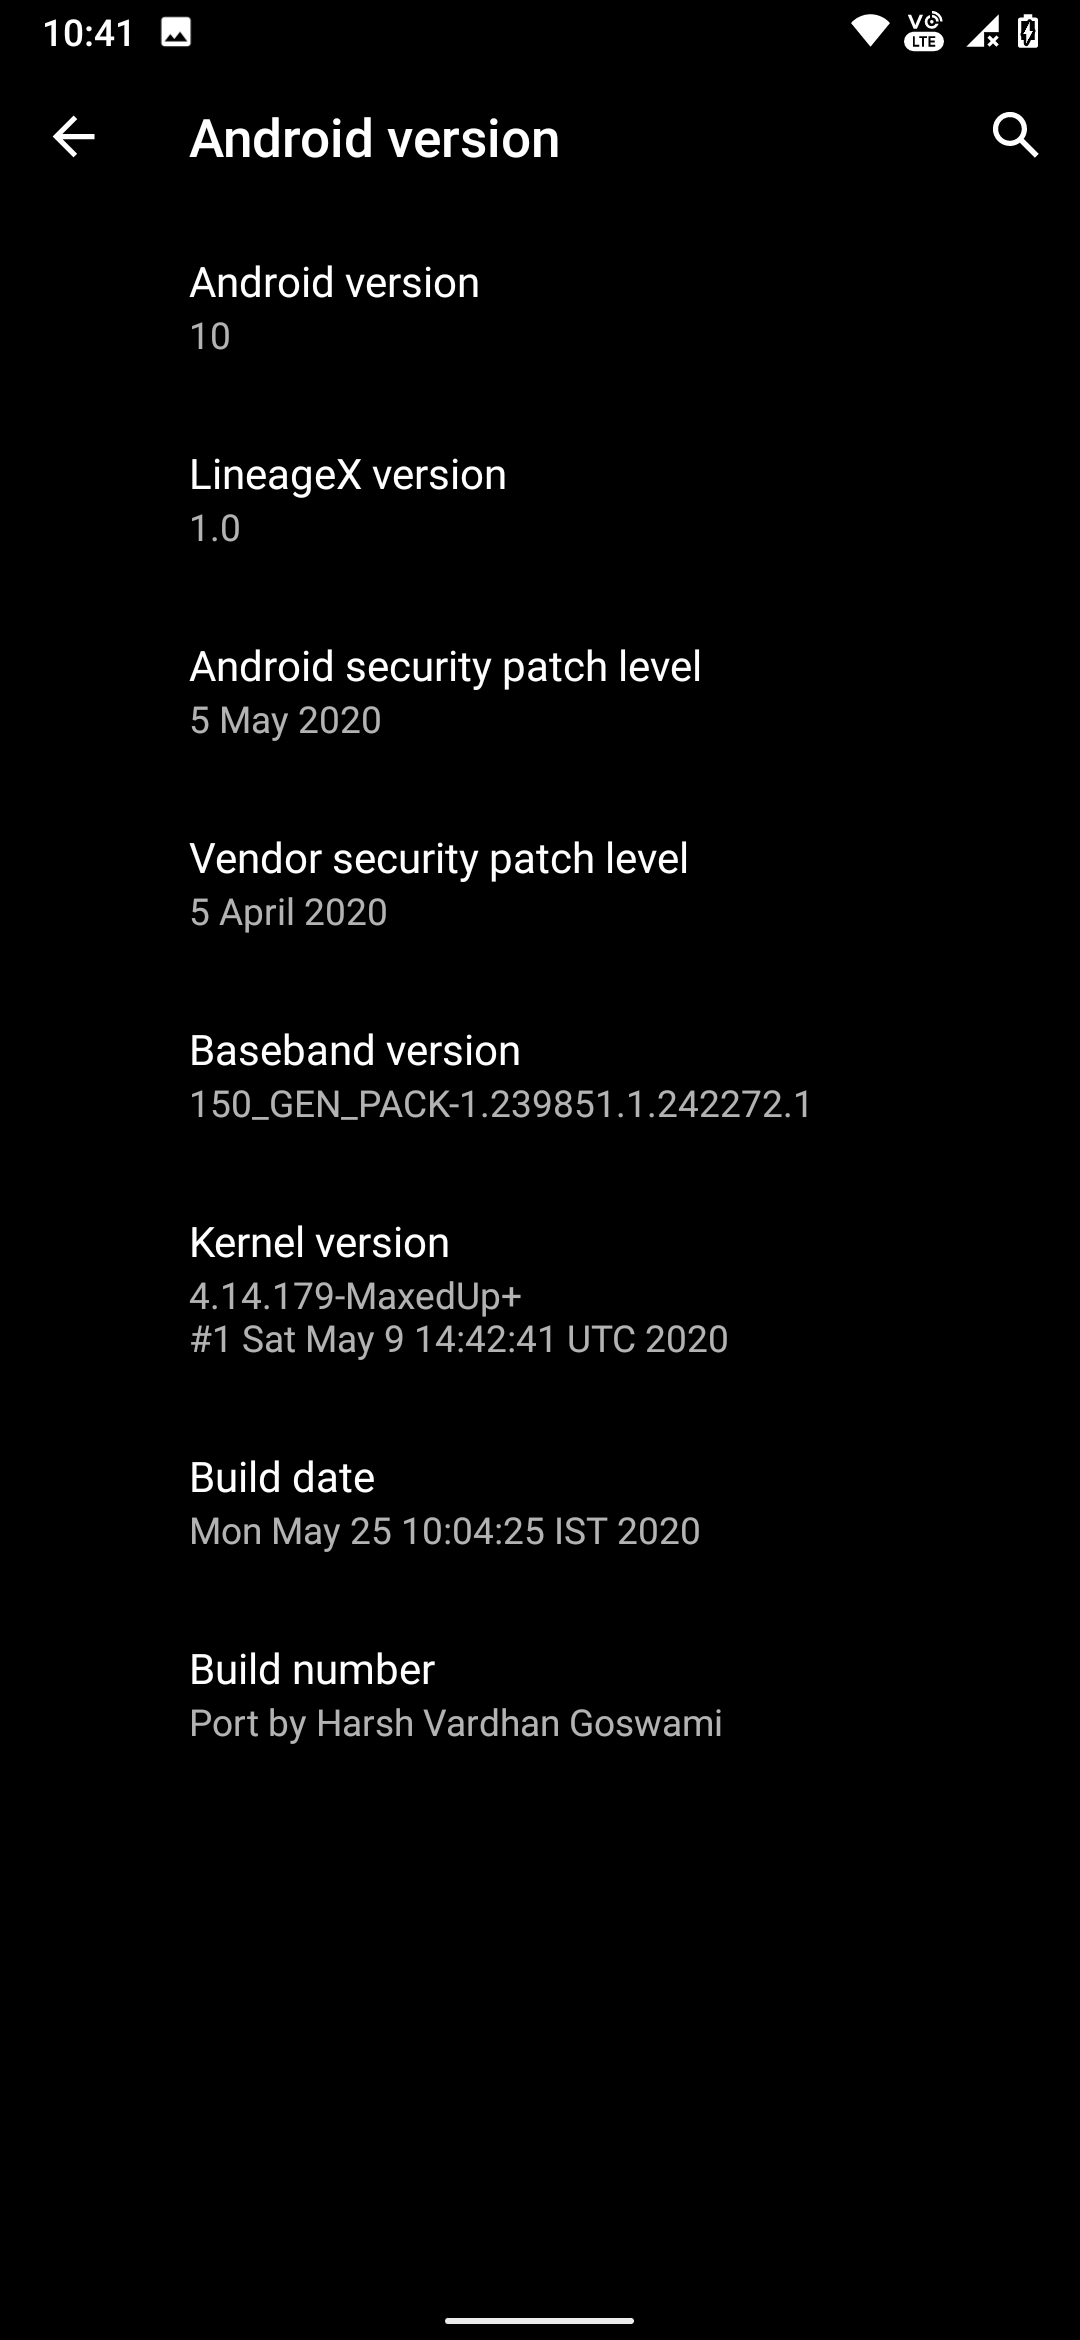 10:41
VO
LTE
Android version
Android version
10
LineageX version
1.0
Android security patch level
5 May 2020
Vendor security patch level
5 April 2020
Baseband version
150_GEN_PACK-1.239851.1.242272.1
Kernel version
4.14.179-MaxedUp+
#1 Sat May 9 14:42:41 UTC 2020
Build date
Mon May 25 10:04:25 IST 2020
Build number
Port by Harsh Vardhan Goswami